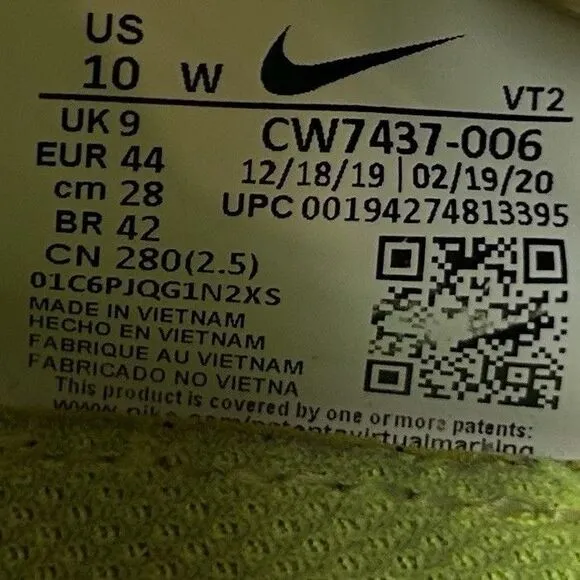 US
10 W
VT2
UK 9
EUR 44
cm 28
BR 42
CN 280(2.5)
CW7437-006
12/18/19 | 02/19/20
UPC 00194274813395
01C6PJQG1N2XS
MADE IN VIETNAM
HECHO EN VIETNAM
FABRIQUE AU VIETNAM
FABRICADO NO VIETNA
This product is covered by one or more patents: